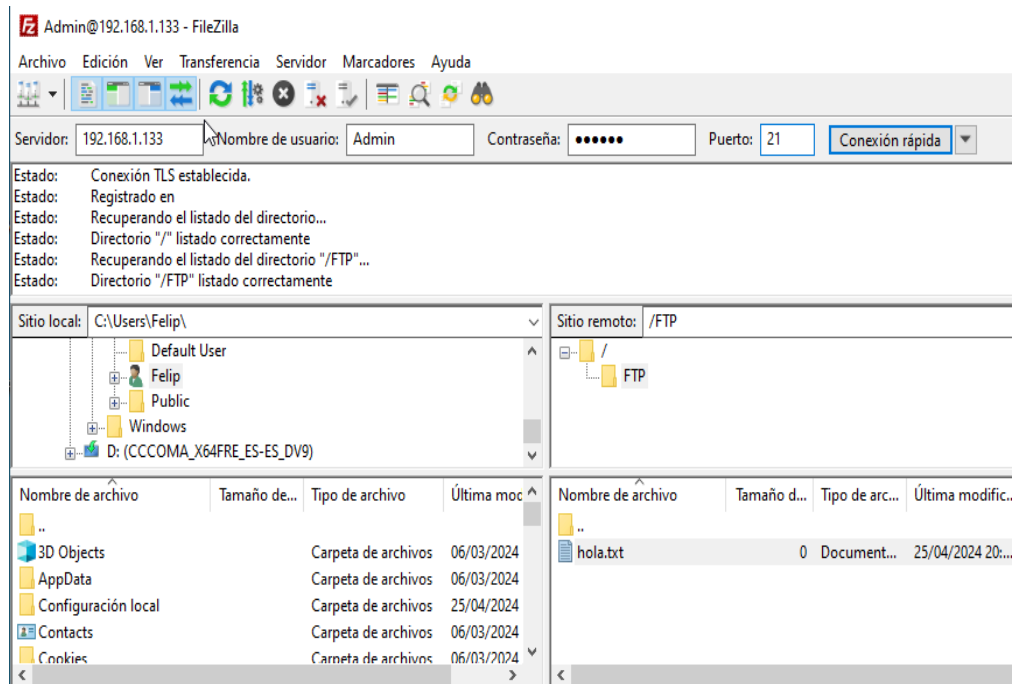 Admin@192.168.1.133 - FileZilla
Archivo Edición Ver Transferencia Servidor Marcadores Ayuda
Servidor: 192.168.1.133 Nombre de usuario: Admin Contraseña: ●●●●●● Puerto: 21 Conexión rápida
Estado: Conexión TLS establecida.
Estado: Registrado en
Estado: Recuperando el listado del directorio...
Estado: Directorio "/" listado correctamente
Estado: Recuperando el listado del directorio "/FTP"...
Estado: Directorio "/FTP" listado correctamente
Sitio local: C:\Users\Felip\ Sitio remoto: /FTP
Default User /
Felip FTP
Public
Windows
D: (CCCOMA_X64FRE_ES-ES_DV9)
Nombre de archivo Tamaño de... Tipo de archivo Última moc Nombre de archivo Tamaño d... Tipo de arc... Última modific...
.. ..
3D Objects Carpeta de archivos 06/03/2024 hola.txt 0 Document... 25/04/2024 20:...
AppData Carpeta de archivos 06/03/2024
Configuración local Carpeta de archivos 25/04/2024
Contacts Carpeta de archivos 06/03/2024
Cookies Carpeta de archivos 06/03/2024